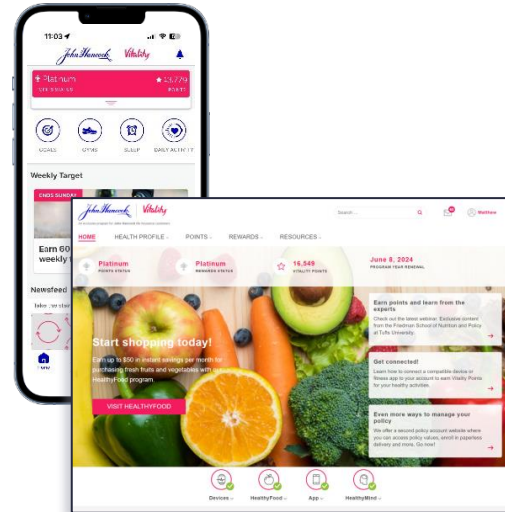 11:03
John Hancock Vitality
Platinum
13,779
POINTS
GOALS
GYMS
SLEEP
DAILY ACTIVITY
Weekly Target
ENDS SUNDAY
Earn 60
weekly
Newsfeed
John Hancock Vitality
Search...
Matthew
HOME
HEALTH PROFILE
POINTS
REWARDS
RESOURCES
Platinum
POINTS STATUS
Platinum
REWARDS STATUS
16,549
VITALITY POINTS
June 8, 2024
PROGRAM YEAR RENEWAL
Start shopping today!
Earn up to $50 in instant savings per month for
purchasing fresh fruits and vegetables with our
HealthyFood program.
VISIT HEALTHYFOOD
Earn points and learn from the
experts
Check out the latest webinar. Exclusive content
from the Friedman School of Nutrition and Policy
at Tufts University.
Get connected!
Learn how to connect a compatible device or
fitness app to your account to earn Vitality Points
for your healthy activities.
Even more ways to manage your
policy
We offer a second policy account website where
you can access policy values, enroll in paperless
delivery and more. Go now!
Devices
HealthyFood
App
HealthyMind